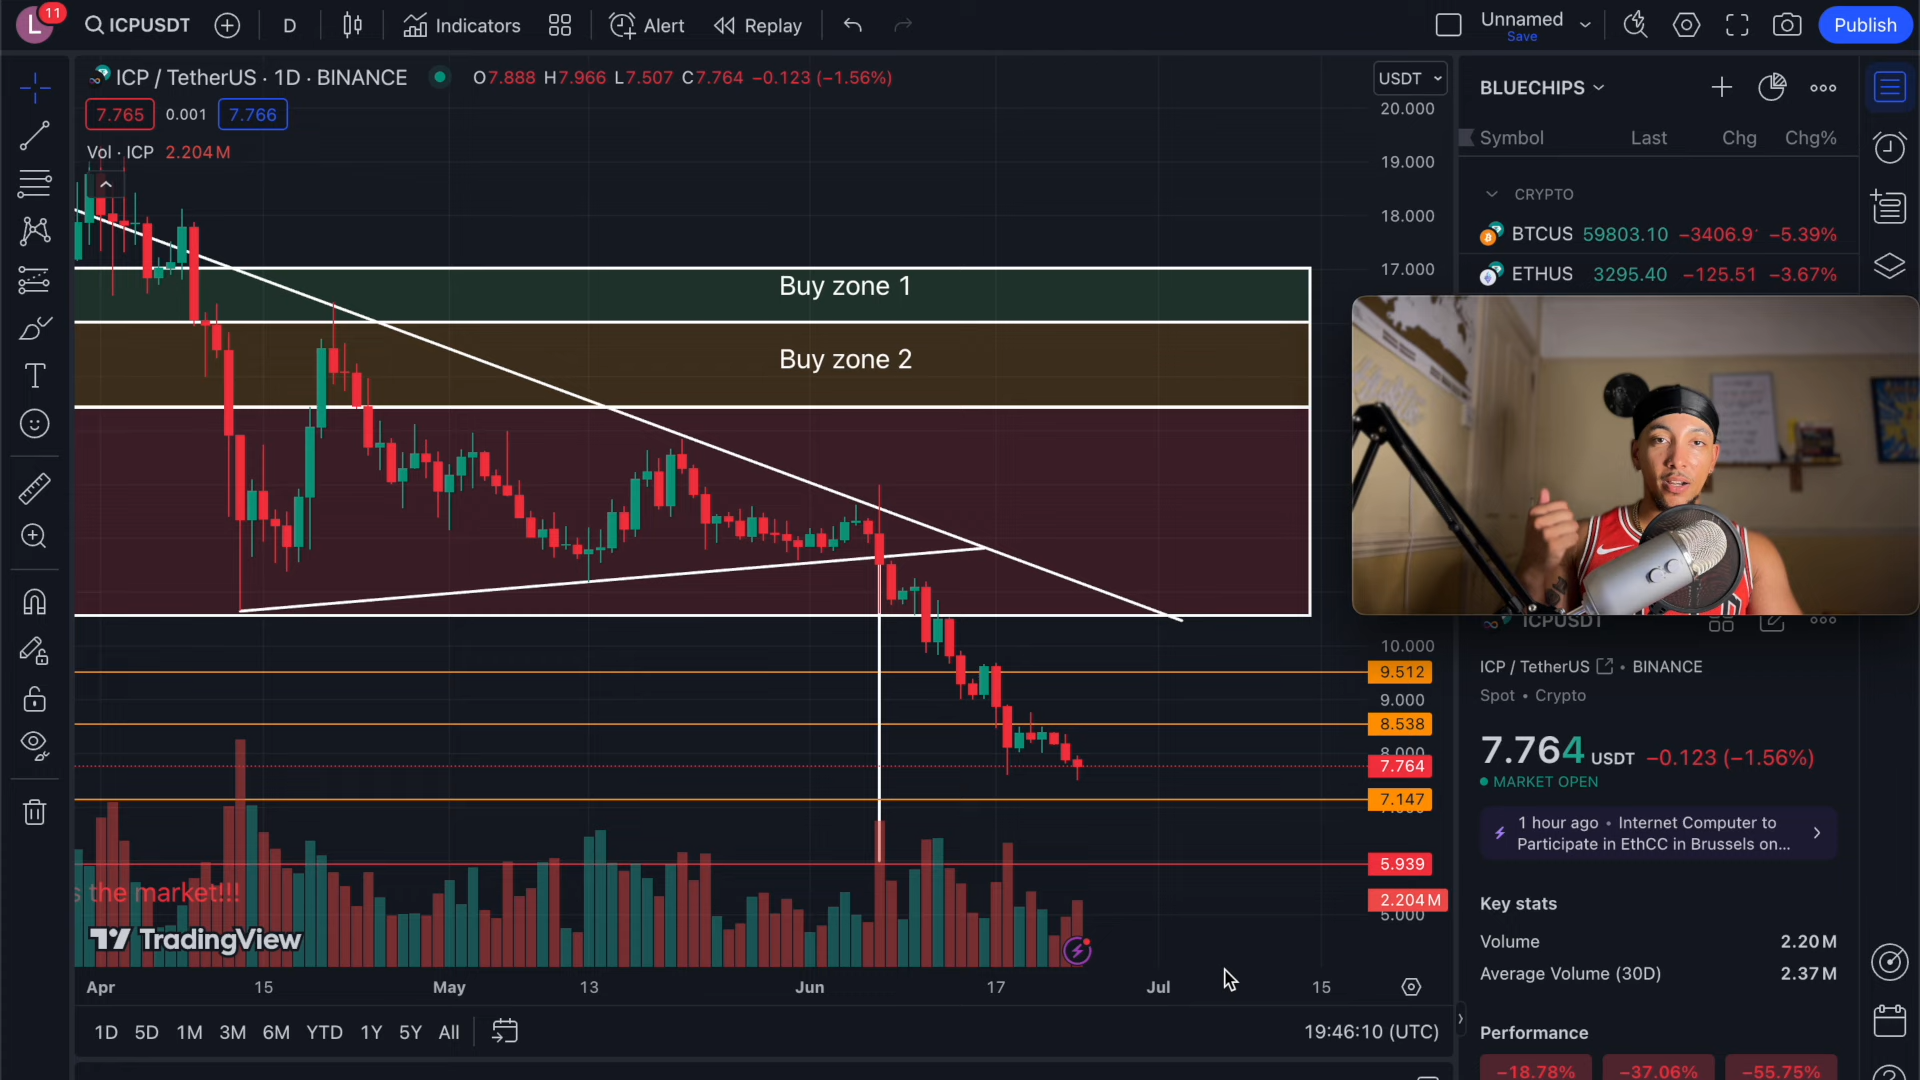 L 11 ICPUSDT D Indicators Alert Replay Unnamed Save Publish
ICP / TetherUS · 1D · BINANCE O7.888 H7.966 L7.507 C7.764 −0.123 (−1.56%)
USDT
7.765 0.001 7.766
Vol · ICP 2.204M
20.000
19.000
18.000
17.000
Buy zone 1
Buy zone 2
10.000
9.512
9.000
8.538
8.000
7.764
7.147
5.939
2.204M
5.000
s the market!!!
TradingView
Apr 15 May 13 Jun 17 Jul 15
1D 5D 1M 3M 6M YTD 1Y 5Y All 19:46:10 (UTC)
BLUECHIPS
Symbol Last Chg Chg%
CRYPTO
BTCUS 59803.10 −3406.9 −5.39%
ETHUS 3295.40 −125.51 −3.67%
ICPUSDT
ICP / TetherUS • BINANCE
Spot • Crypto
7.764 USDT −0.123 (−1.56%)
MARKET OPEN
1 hour ago • Internet Computer to
Participate in EthCC in Brussels on...
Key stats
Volume 2.20M
Average Volume (30D) 2.37M
Performance
−18.78% −37.06% −55.75%